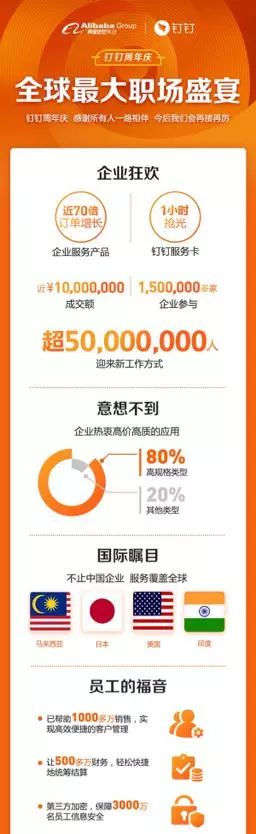 Alibaba Group
阿里巴巴集团
钉钉
钉钉周年庆
全球最大职场盛宴
钉钉周年庆 感谢所有人一路相伴 今后我们会再接再厉
企业狂欢
近70倍
订单增长
1小时
抢光
企业服务产品
钉钉服务卡
近¥10,000,000
1,500,000多家
成交额
企业参与
超50,000,000人
迎来新工作方式
意想不到
企业热衷高价高质的应用
80%
高规格类型
20%
其他类型
国际瞩目
不止中国企业 服务覆盖全球
马来西亚
日本
美国
印度
员工的福音
已帮助1000多万销售，实
现高效便捷的客户管理
让500多万财务，轻松快捷
地统筹结算
第三方加密，保障3000万
名员工信息安全